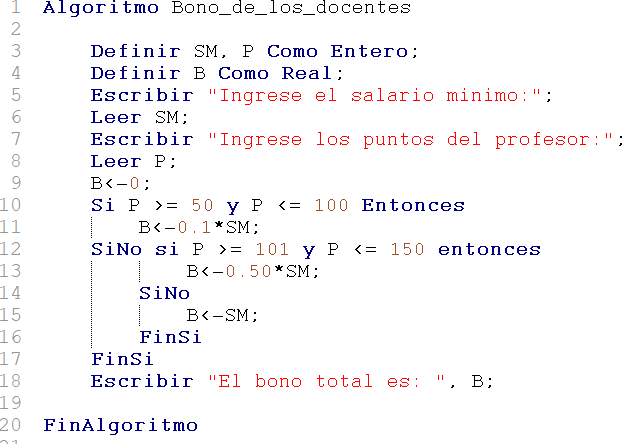 1 Algoritmo Bono_de_los_docentes
2
3 Definir SM, P Como Entero;
4 Definir B Como Real;
5 Escribir "Ingrese el salario minimo:";
6 Leer SM;
7 Escribir "Ingrese los puntos del profesor:";
8 Leer P;
9 B<-0;
10 Si P >= 50 y P <= 100 Entonces
11 B<-0.1*SM;
12 SiNo si P >= 101 y P <= 150 entonces
13 B<-0.50*SM;
14 SiNo
15 B<-SM;
16 FinSi
17 FinSi
18 Escribir "El bono total es: ", B;
19
20 FinAlgoritmo
21